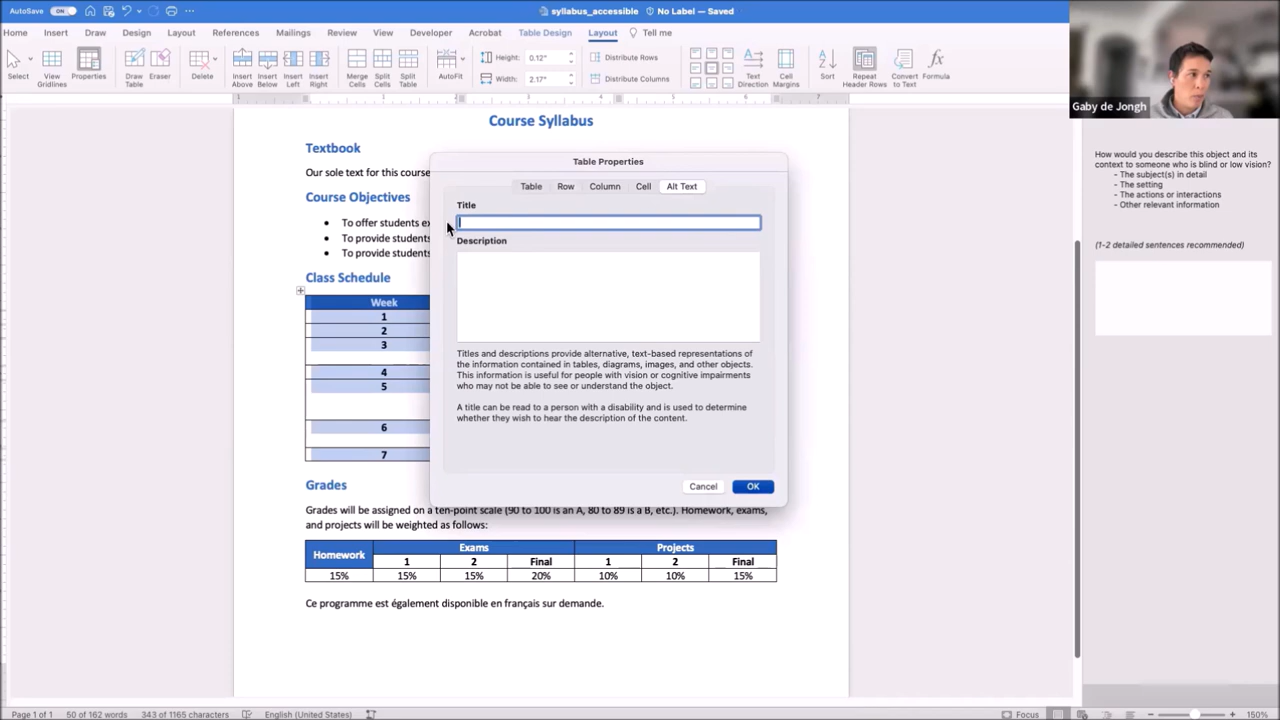 AutoSave ON syllabus_accessible No Label — Saved
Home Insert Draw Design Layout References Mailings Review View Developer Acrobat Table Design Layout Tell me
Select View Gridlines Properties Draw Table Eraser Delete Insert Above Insert Below Insert Left Insert Right Merge Cells Split Cells Split Table AutoFit Height: 0.12" Width: 2.17" Distribute Rows Distribute Columns Text Direction Cell Margins Sort Repeat Header Rows Convert to Text Formula
Gaby de Jongh
Course Syllabus
Textbook
Our sole text for this course
Course Objectives
To offer students ex
To provide students
To provide students
Class Schedule
Week
1
2
3
4
5
6
7
Table Properties
Table Row Column Cell Alt Text
Title
Description
Titles and descriptions provide alternative, text-based representations of
the information contained in tables, diagrams, images, and other objects.
This information is useful for people with vision or cognitive impairments
who may not be able to see or understand the object.
A title can be read to a person with a disability and is used to determine
whether they wish to hear the description of the content.
Cancel OK
Grades
Grades will be assigned on a ten-point scale (90 to 100 is an A, 80 to 89 is a B, etc.). Homework, exams,
and projects will be weighted as follows:
Homework Exams Projects
1 2 Final 1 2 Final
15% 15% 15% 20% 10% 10% 15%
Ce programme est également disponible en français sur demande.
How would you describe this object and its
context to someone who is blind or low vision?
- The subject(s) in detail
- The setting
- The actions or interactions
- Other relevant information
(1-2 detailed sentences recommended)
Page 1 of 1 50 of 162 words 343 of 1165 characters English (United States) Focus 150%